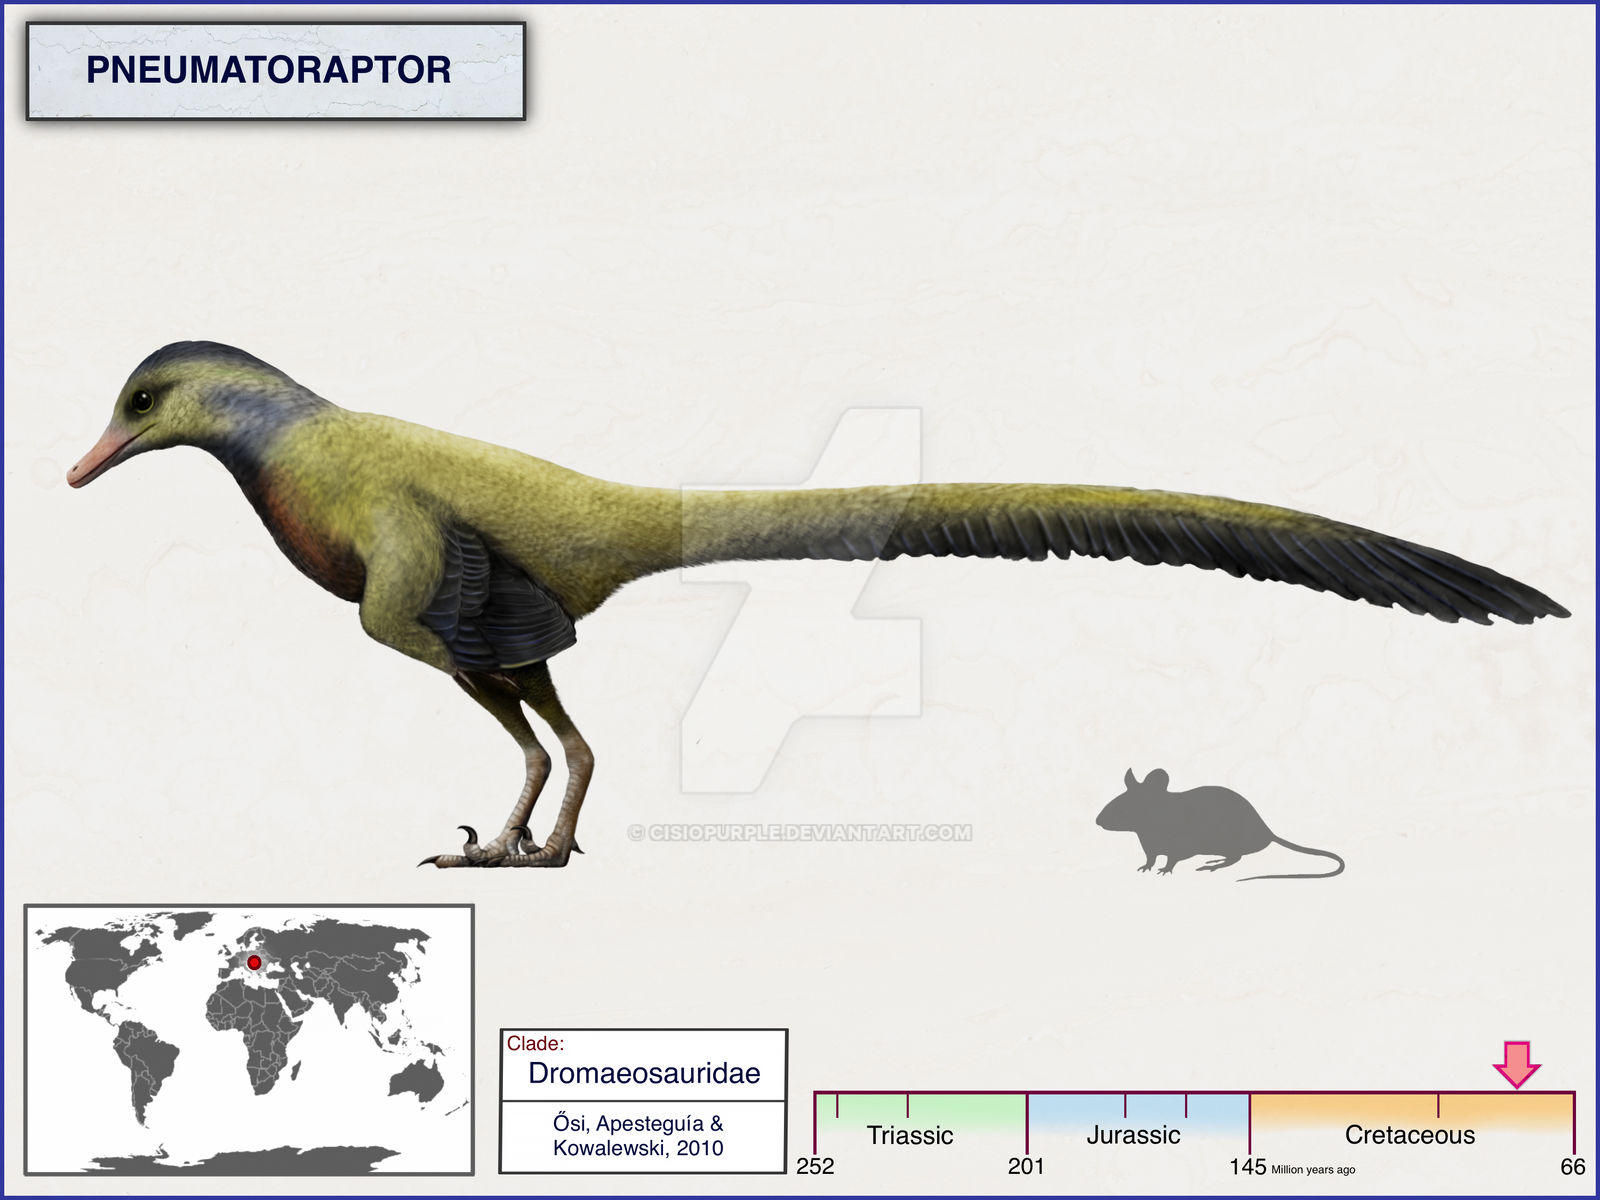 PNEUMATORAPTOR
© CISIOPURPLE.DEVIANTART.COM
Clade:
Dromaeosauridae
Ősi, Apesteguía &
Kowalewski, 2010
Triassic
Jurassic
Cretaceous
252
201
145 Million years ago
66